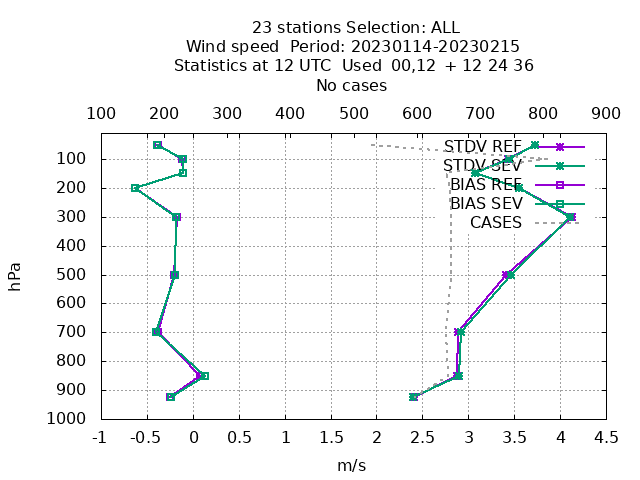 23 stations Selection: ALL
Wind speed  Period: 20230114-20230215
Statistics at 12 UTC  Used  00,12  + 12 24 36
No cases
100 200 300 400 500 600 700 800 900
STDV REF
100
STDV SEV
BIAS REF
200
BIAS SEV
300
CASES
400
hPa
500
600
700
800
900
1000
-1 -0.5 0 0.5 1 1.5 2 2.5 3 3.5 4 4.5
m/s